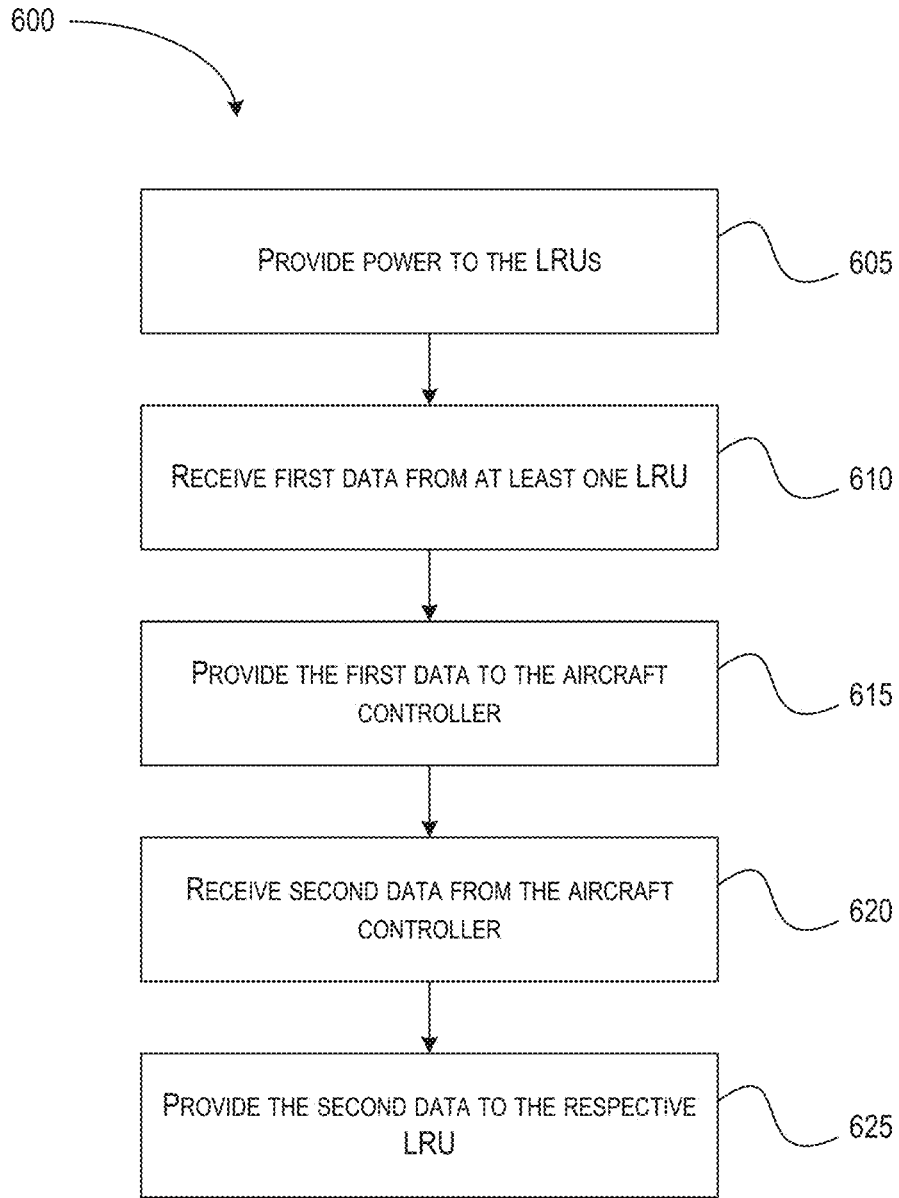 600
PROVIDE POWER TO THE LRUS
605
RECEIVE FIRST DATA FROM AT LEAST ONE LRU
610
PROVIDE THE FIRST DATA TO THE AIRCRAFT
CONTROLLER
615
RECEIVE SECOND DATA FROM THE AIRCRAFT
CONTROLLER
620
PROVIDE THE SECOND DATA TO THE RESPECTIVE
LRU
625